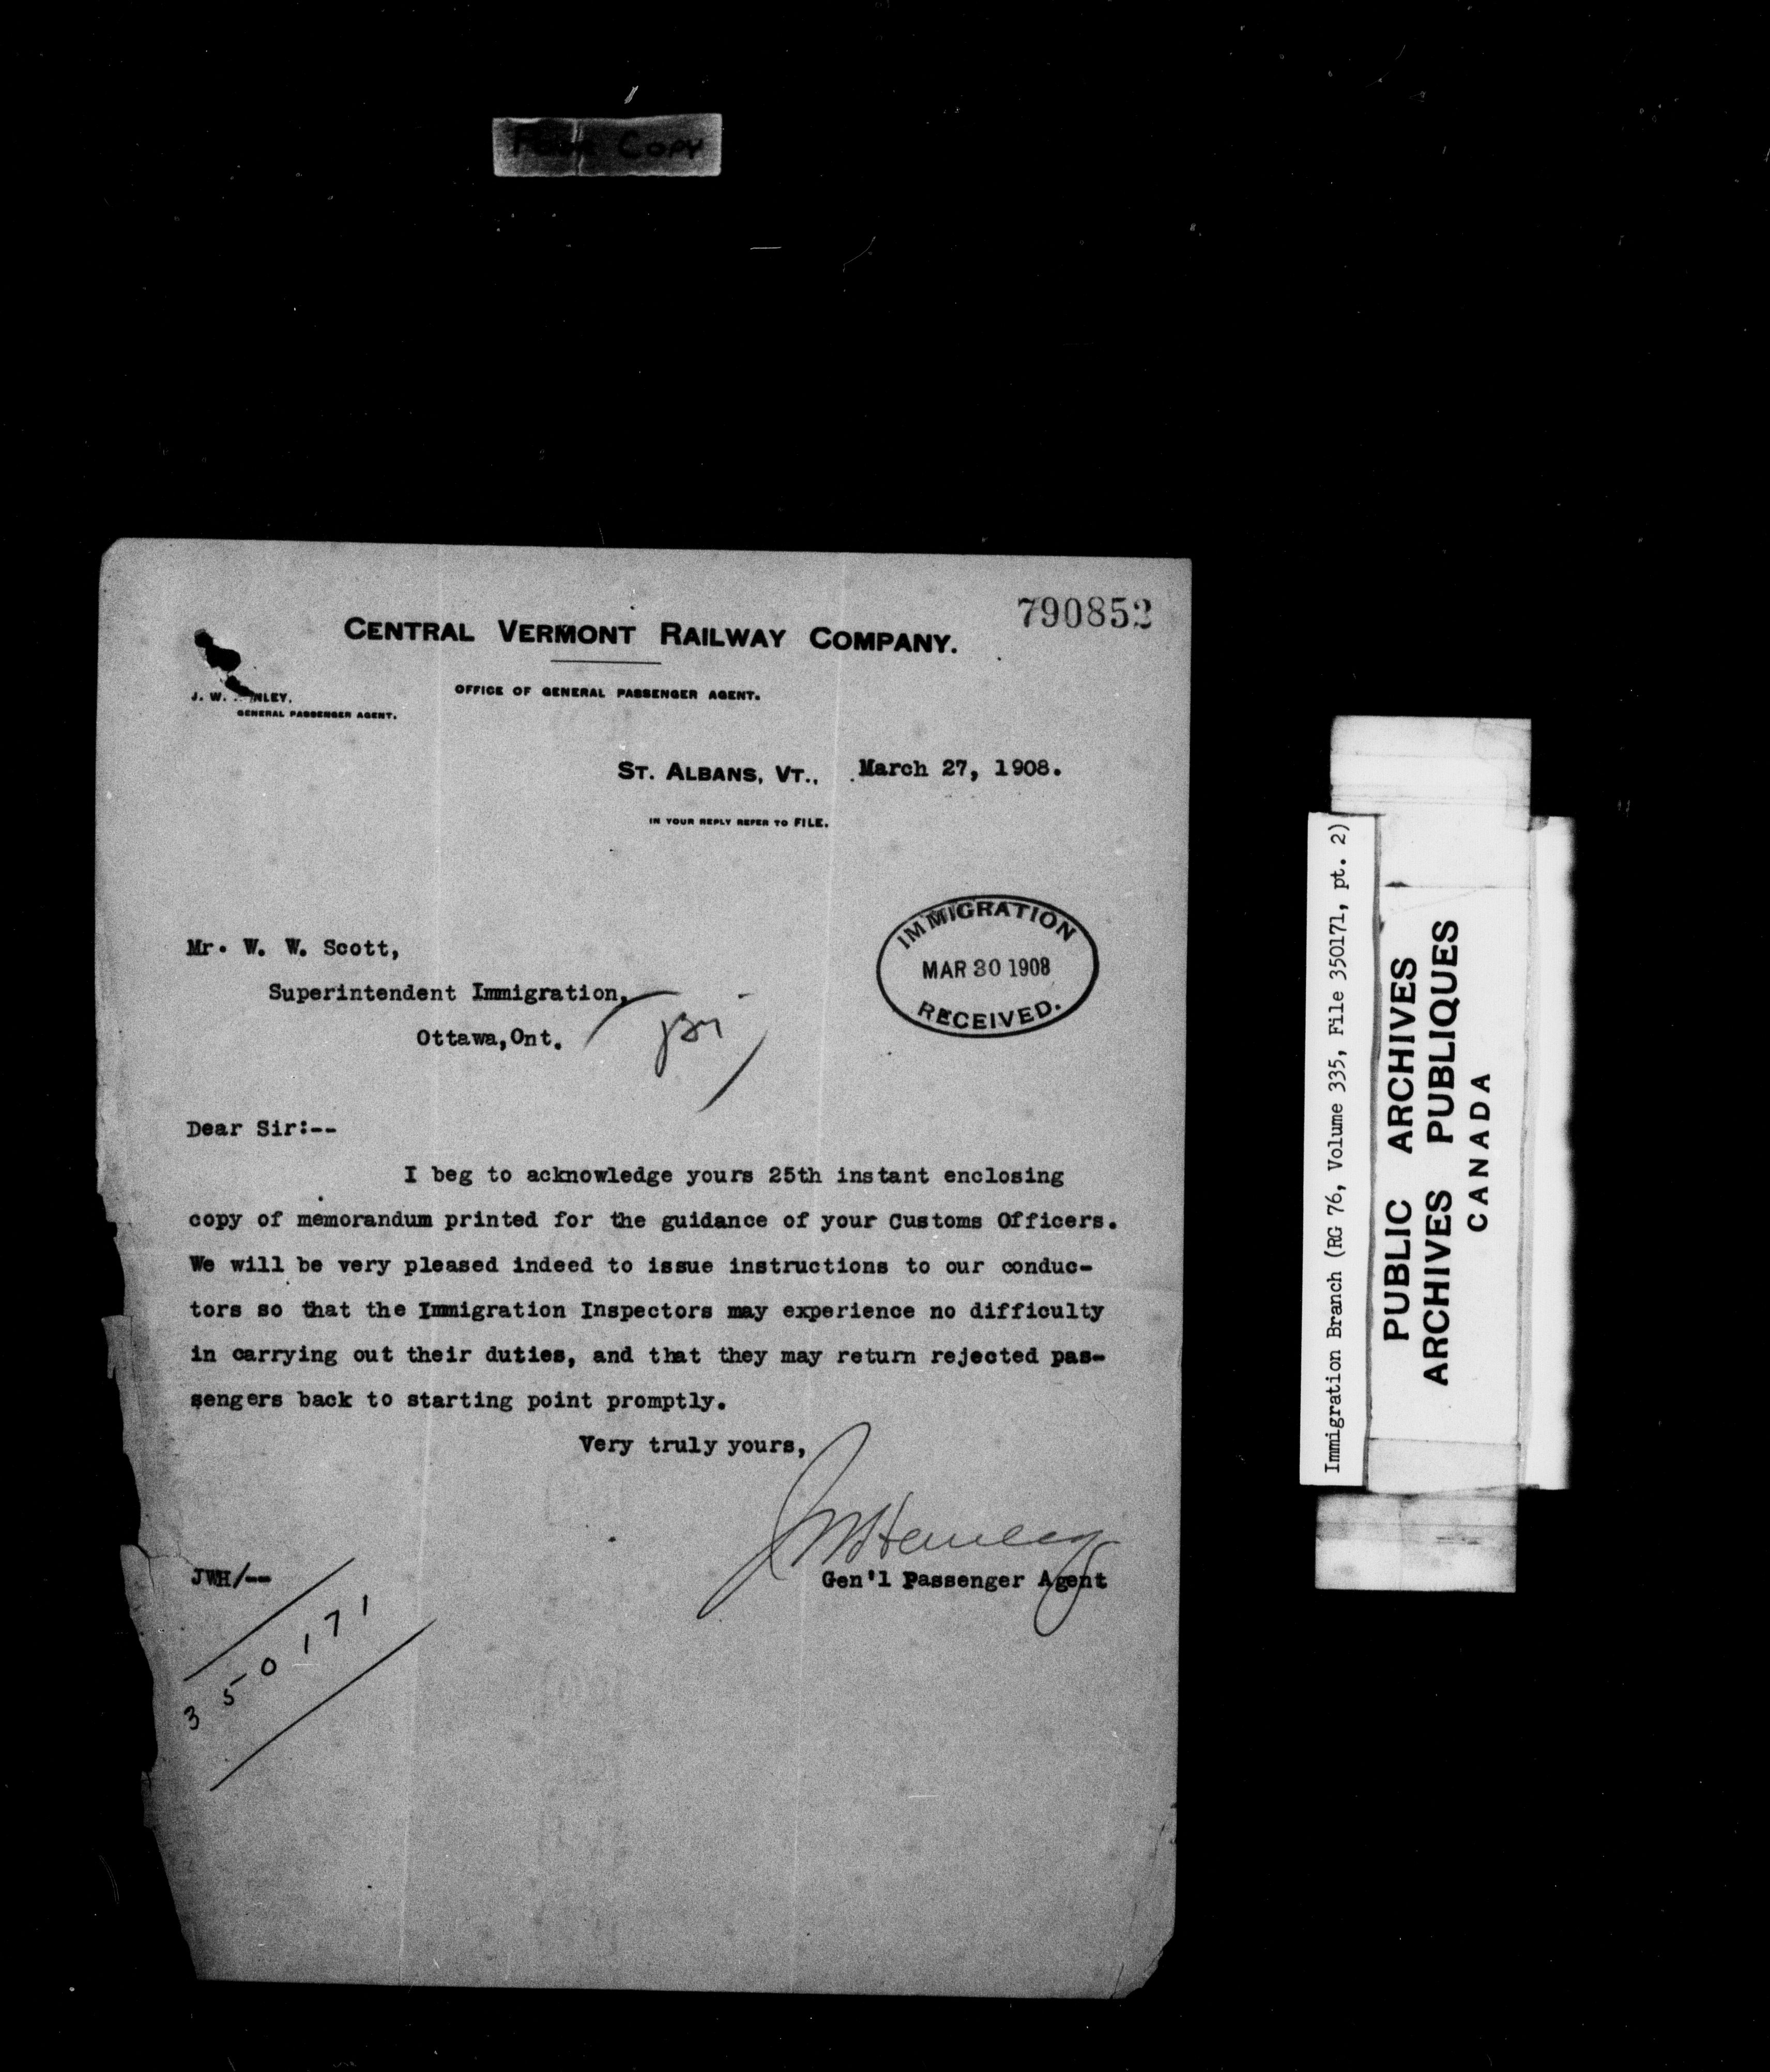 Copy
790852
CENTRAL VERMONT RAILWAY COMPANY.
OFFICE OF GENERAL PASSENGER AGENT.
J. W. NLEY.
GENERAL PASSENGER AGENT.
ST. ALBANS, VT., March 27, 1908.
IN YOUR REPLY REFER TO FILE.
IMMIGRATION
MAR 30 1908
RECEIVED.
Mr. W. W. Scott,
Superintendent Immigration,
Ottawa,Ont.
Dear Sir:--
I beg to acknowledge yours 25th instant enclosing
copy of memorandum printed for the guidance of your Customs Officers.
We will be very pleased indeed to issue instructions to our conduc-
tors so that the Immigration Inspectors may experience no difficulty
in carrying out their duties, and that they may return rejected pas-
sengers back to starting point promptly.
Very truly yours,
JWHanley
Gen'l Passenger Agent
JWH/--
350171
Immigration Branch (RG 76, Volume 335, File 350171, pt. 2)
PUBLIC ARCHIVES
ARCHIVES PUBLIQUES
CANADA